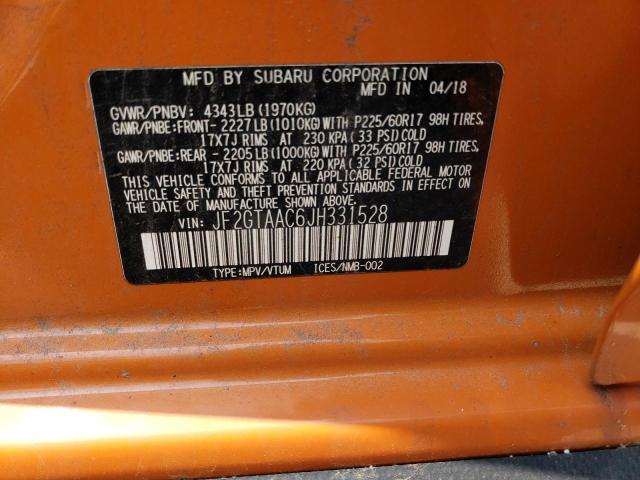 MFD BY SUBARU CORPORATION
MFD IN 04/18
GVWR/PNBV: 4343LB(1970KG)
GAWR/PNBE:FRONT- 2227LB(1010KG)WITH P225/60R17 98H TIRES,
17X7J RIMS AT 230 KPA(33 PSI)COLD
GAWR/PNBE:REAR - 2205LB(1000KG)WITH P225/60R17 98H TIRES,
17X7J RIMS AT 220 KPA(32 PSI)COLD
THIS VEHICLE CONFORMS TO ALL APPLICABLE FEDERAL MOTOR
VEHICLE SAFETY AND THEFT PREVENTION STANDARDS IN EFFECT
ON THE DATE OF MANUFACTURE SHOWN ABOVE.
VIN: JF2GTAAC6JH331528
TYPE:MPV/VTUM ICES/NMB-002